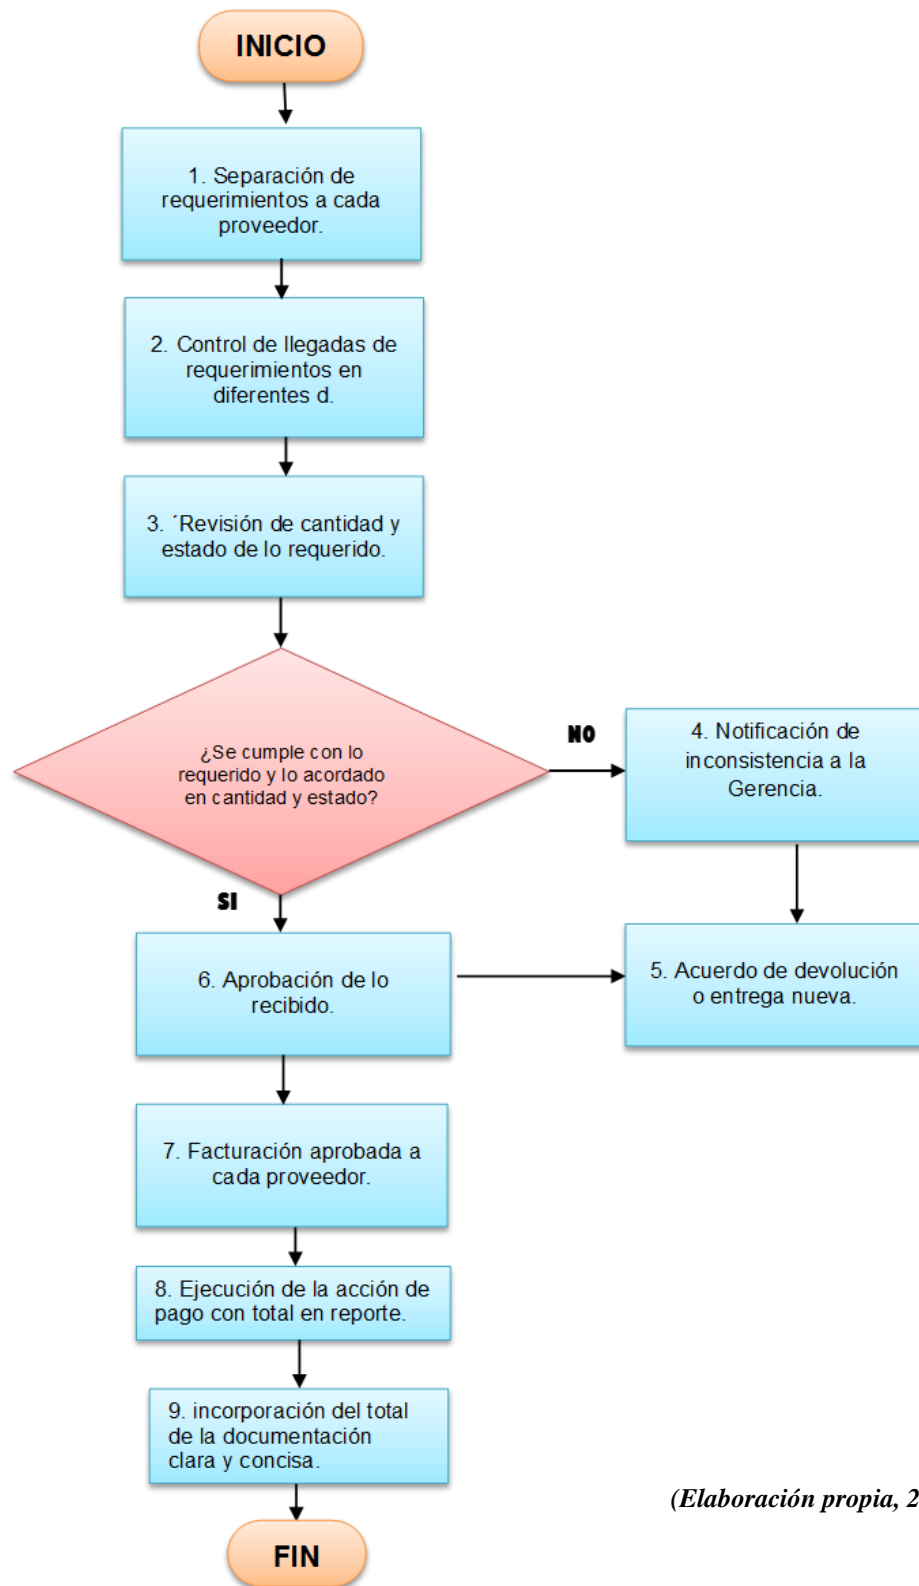 INICIO
1. Separación de
requerimientos a cada
proveedor.
2. Control de llegadas de
requerimientos en
diferentes d.
3. ´Revisión de cantidad y
estado de lo requerido.
¿Se cumple con lo
requerido y lo acordado
en cantidad y estado?
NO
4. Notificación de
inconsistencia a la
Gerencia.
SI
6. Aprobación de lo
recibido.
5. Acuerdo de devolución
o entrega nueva.
7. Facturación aprobada a
cada proveedor.
8. Ejecución de la acción de
pago con total en reporte.
9. incorporación del total
de la documentación
clara y concisa.
(Elaboración propia, 2
FIN